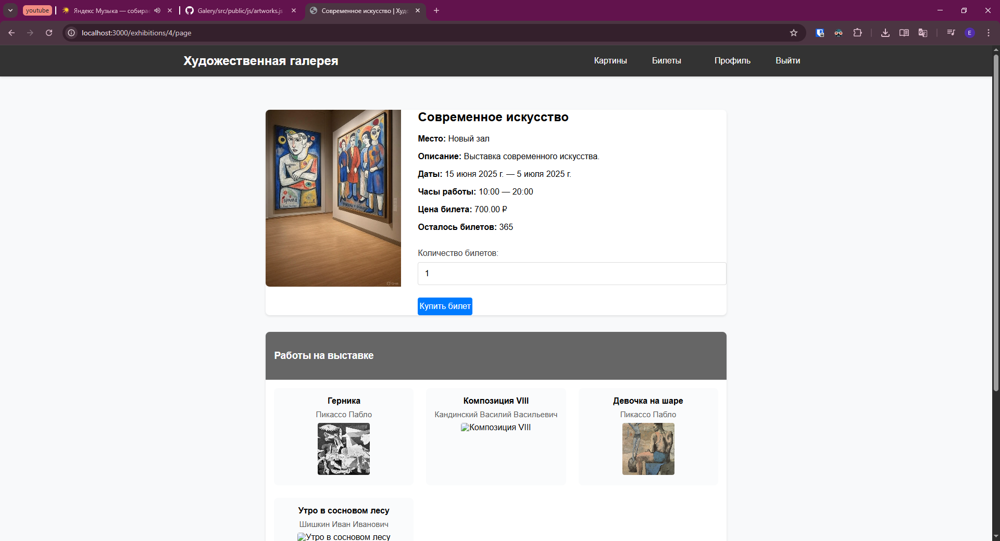 youtube
Яндекс Музыка — собирае
Galery/src/public/js/artworks.js
Современное искусство | Худо
localhost:3000/exhibitions/4/page
E
Художественная галерея
Картины
Билеты
Профиль
Выйти
Современное искусство
Место: Новый зал
Описание: Выставка современного искусства.
Даты: 15 июня 2025 г. — 5 июля 2025 г.
Часы работы: 10:00 — 20:00
Цена билета: 700.00 ₽
Осталось билетов: 365
Количество билетов:
1
Купить билет
Работы на выставке
Герника
Пикассо Пабло
Композиция VIII
Кандинский Василий Васильевич
Композиция VIII
Девочка на шаре
Пикассо Пабло
Утро в сосновом лесу
Шишкин Иван Иванович
Утро в сосновом лесу